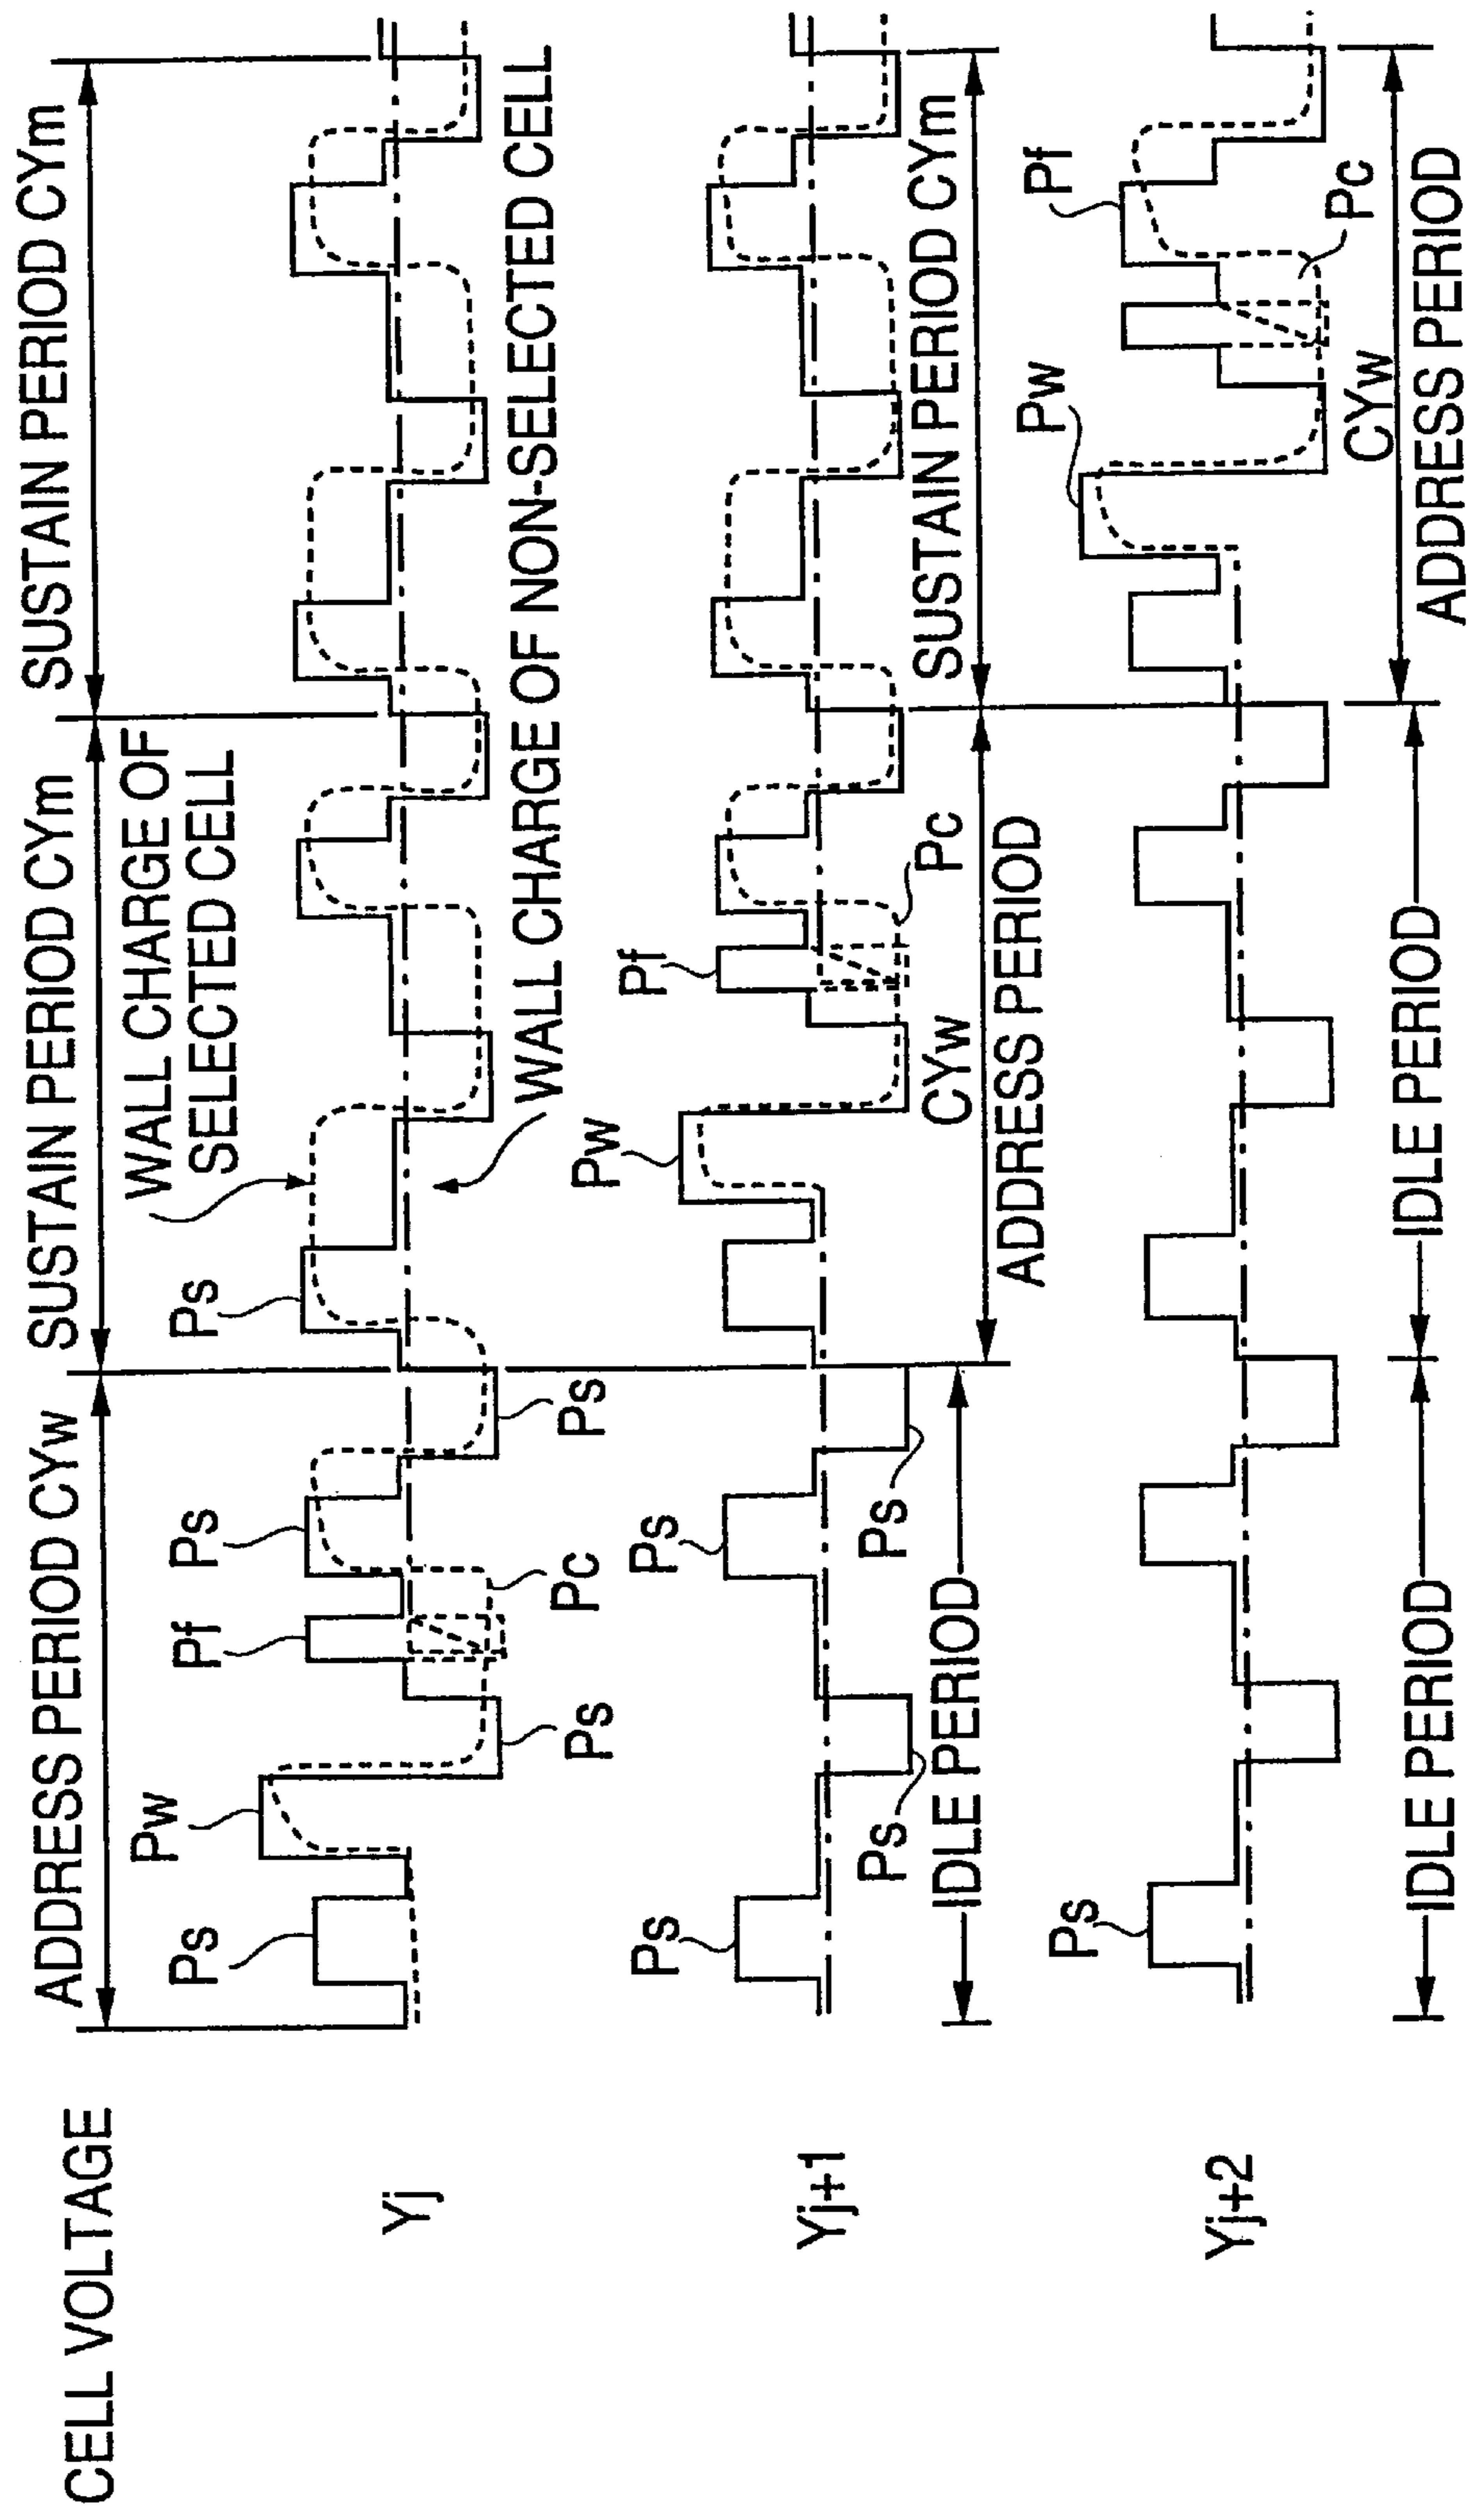 CELL VOLTAGE
ADDRESS PERIOD CYw
SUSTAIN PERIOD CYm
SUSTAIN PERIOD CYm
WALL CHARGE OF
SELECTED CELL
Yj
Ps
Pw
Pf
Ps
Ps
Ps
Pc
Ps
WALL CHARGE OF NON-SELECTED CELL
Yj+1
Ps
Ps
Pw
Pf
Ps
Ps
Pc
IDLE PERIOD
CYw
ADDRESS PERIOD
SUSTAIN PERIOD CYm
Yj+2
Ps
Pw
Pf
Pc
CYw
IDLE PERIOD
IDLE PERIOD
ADDRESS PERIOD